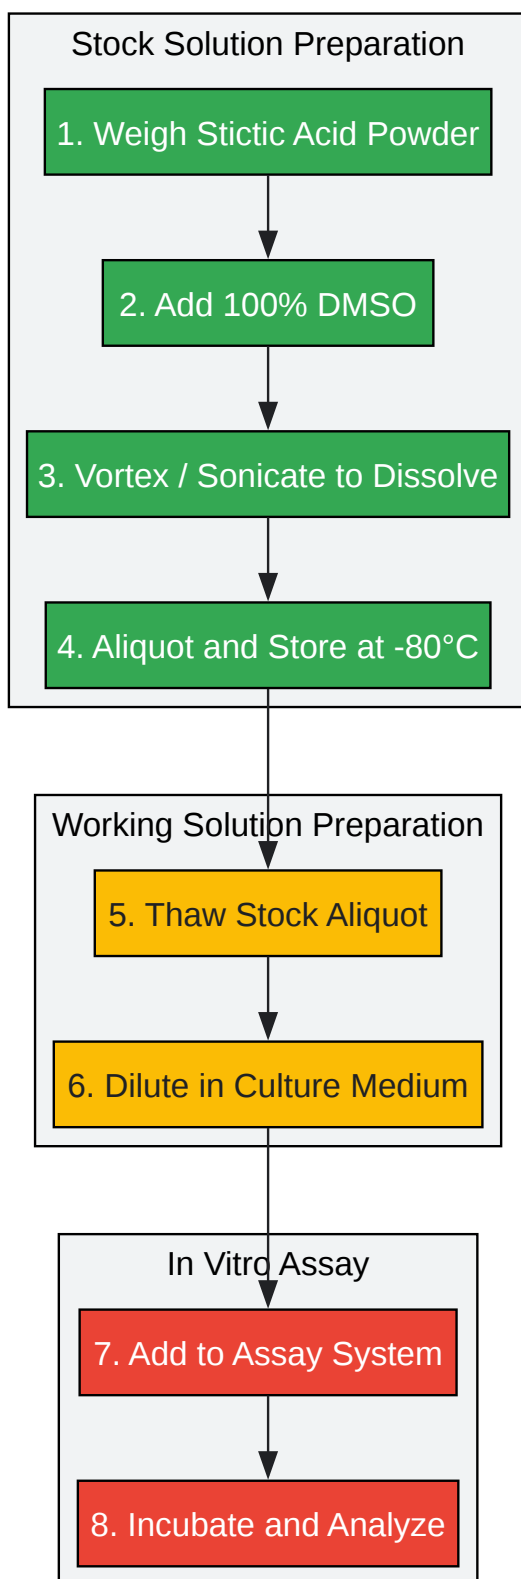 Stock Solution Preparation
1. Weigh Stictic Acid Powder
2. Add 100% DMSO
3. Vortex / Sonicate to Dissolve
4. Aliquot and Store at -80°C
Working Solution Preparation
5. Thaw Stock Aliquot
6. Dilute in Culture Medium
In Vitro Assay
7. Add to Assay System
8. Incubate and Analyze